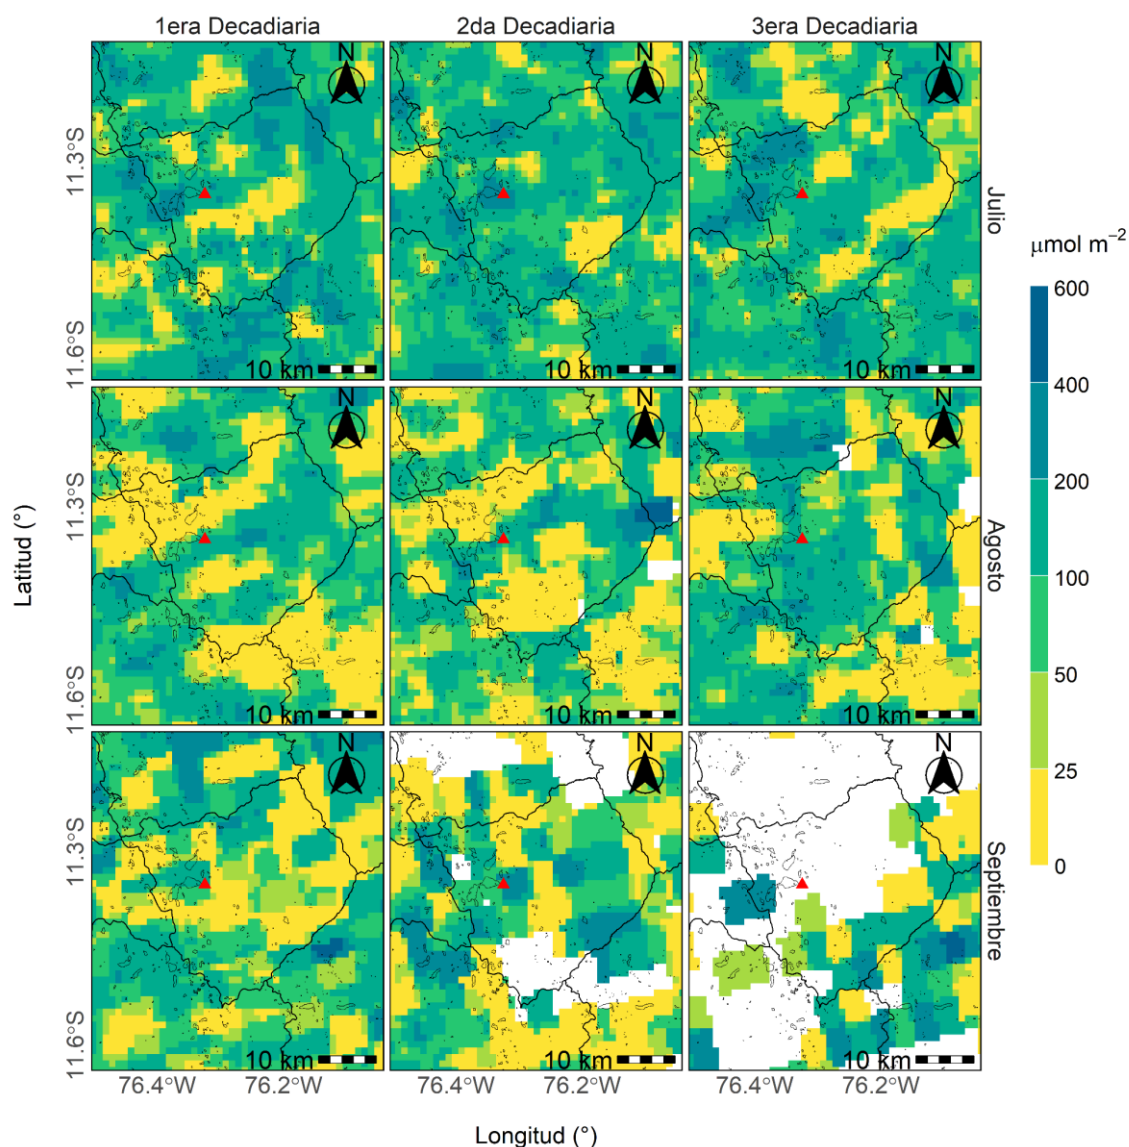 1era Decadiaria
2da Decadiaria
3era Decadiaria
N
N
N
11.3°S
11.6°S
10 km
10 km
10 km
Julio
N
N
N
11.3°S
11.6°S
10 km
10 km
10 km
Agosto
N
N
N
11.3°S
11.6°S
10 km
10 km
10 km
Septiembre
76.4°W
76.2°W
76.4°W
76.2°W
76.4°W
76.2°W
Latitud (°)
Longitud (°)
μmol m⁻²
600
400
200
100
50
25
0